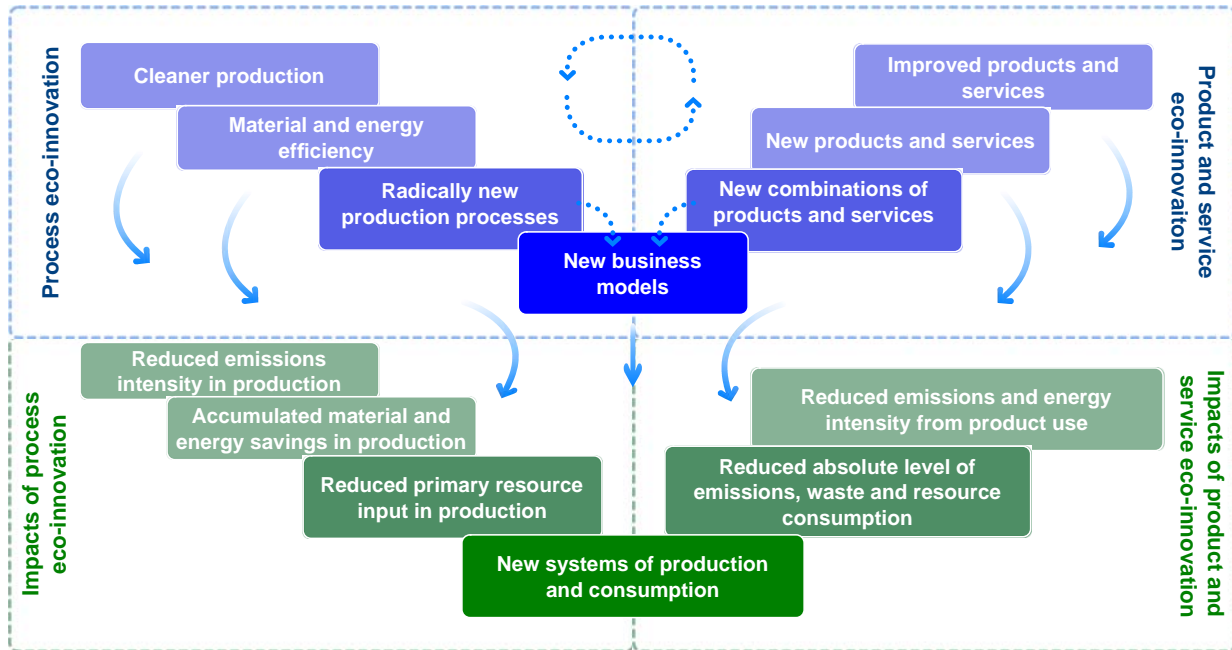 Process eco-innovation
Cleaner production
Material and energy
efficiency
Radically new
production processes
Improved products and
services
New products and services
New combinations of
products and services
Product and service
eco-innovaiton
New business
models
Impacts of process
eco-innovation
Reduced emissions
intensity in production
Accumulated material and
energy savings in production
Reduced primary resource
input in production
Reduced emissions and energy
intensity from product use
Reduced absolute level of
emissions, waste and resource
consumption
Impacts of product and
service eco-innovation
New systems of production
and consumption